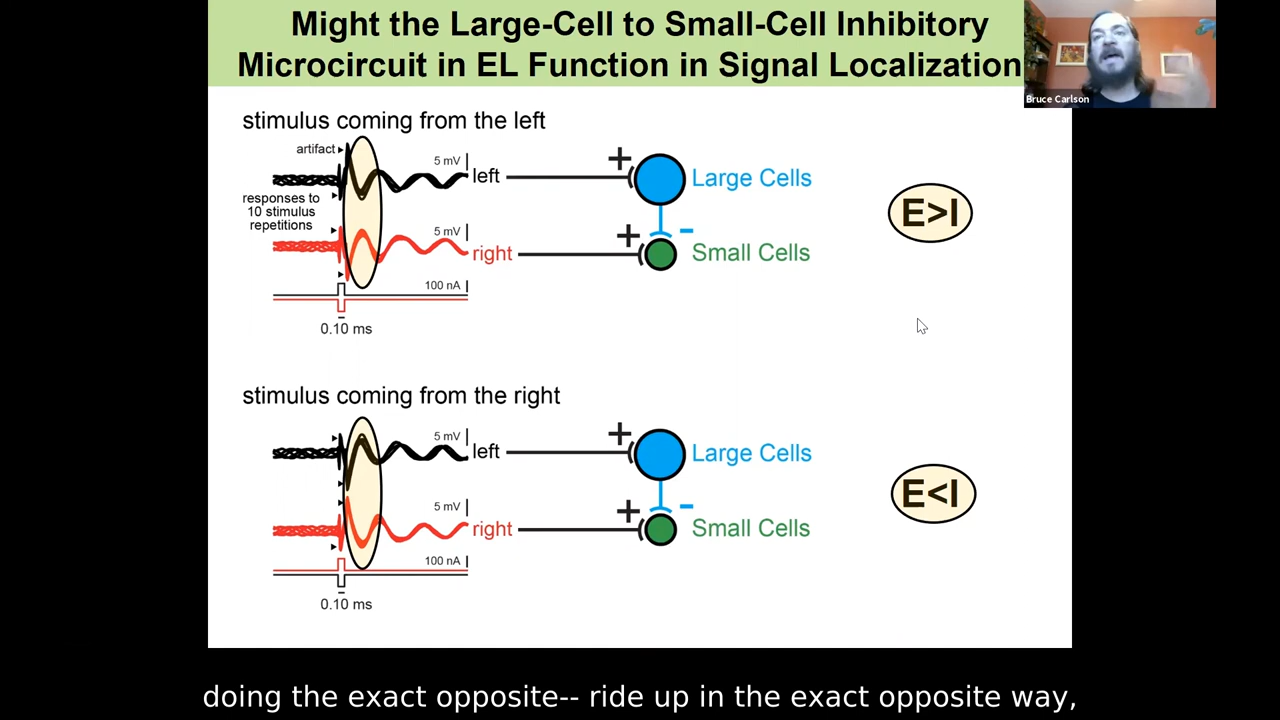 Might the Large-Cell to Small-Cell Inhibitory
Microcircuit in EL Function in Signal Localization
Bruce Carlson
stimulus coming from the left
artifact
5 mV
left
+
Large Cells
responses to
10 stimulus
repetitions
5 mV
right
+
-
Small Cells
E>I
100 nA
0.10 ms
stimulus coming from the right
5 mV
left
+
Large Cells
5 mV
right
+
-
Small Cells
E<I
100 nA
0.10 ms
doing the exact opposite-- ride up in the exact opposite way,